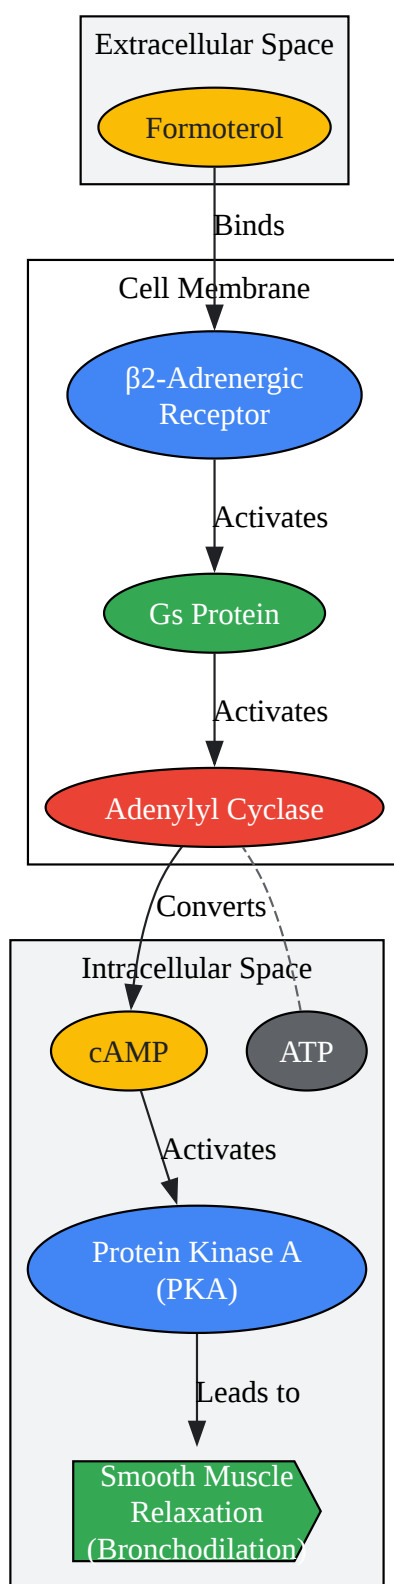 Extracellular Space
Formoterol
Binds
Cell Membrane
β2-Adrenergic
Receptor
Activates
Gs Protein
Activates
Adenylyl Cyclase
Converts
Intracellular Space
cAMP
ATP
Activates
Protein Kinase A
(PKA)
Leads to
Smooth Muscle
Relaxation
(Bronchodilation)